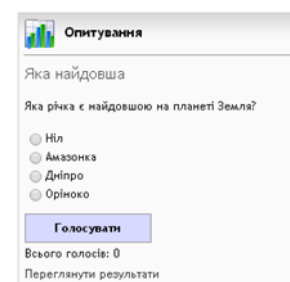 Опитування
Яка найдовша
Яка річка є найдовшою на планеті Земля?
Ніл
Амазонка
Дніпро
Оріноко
Голосувати
Всього голосів: 0
Переглянути результати